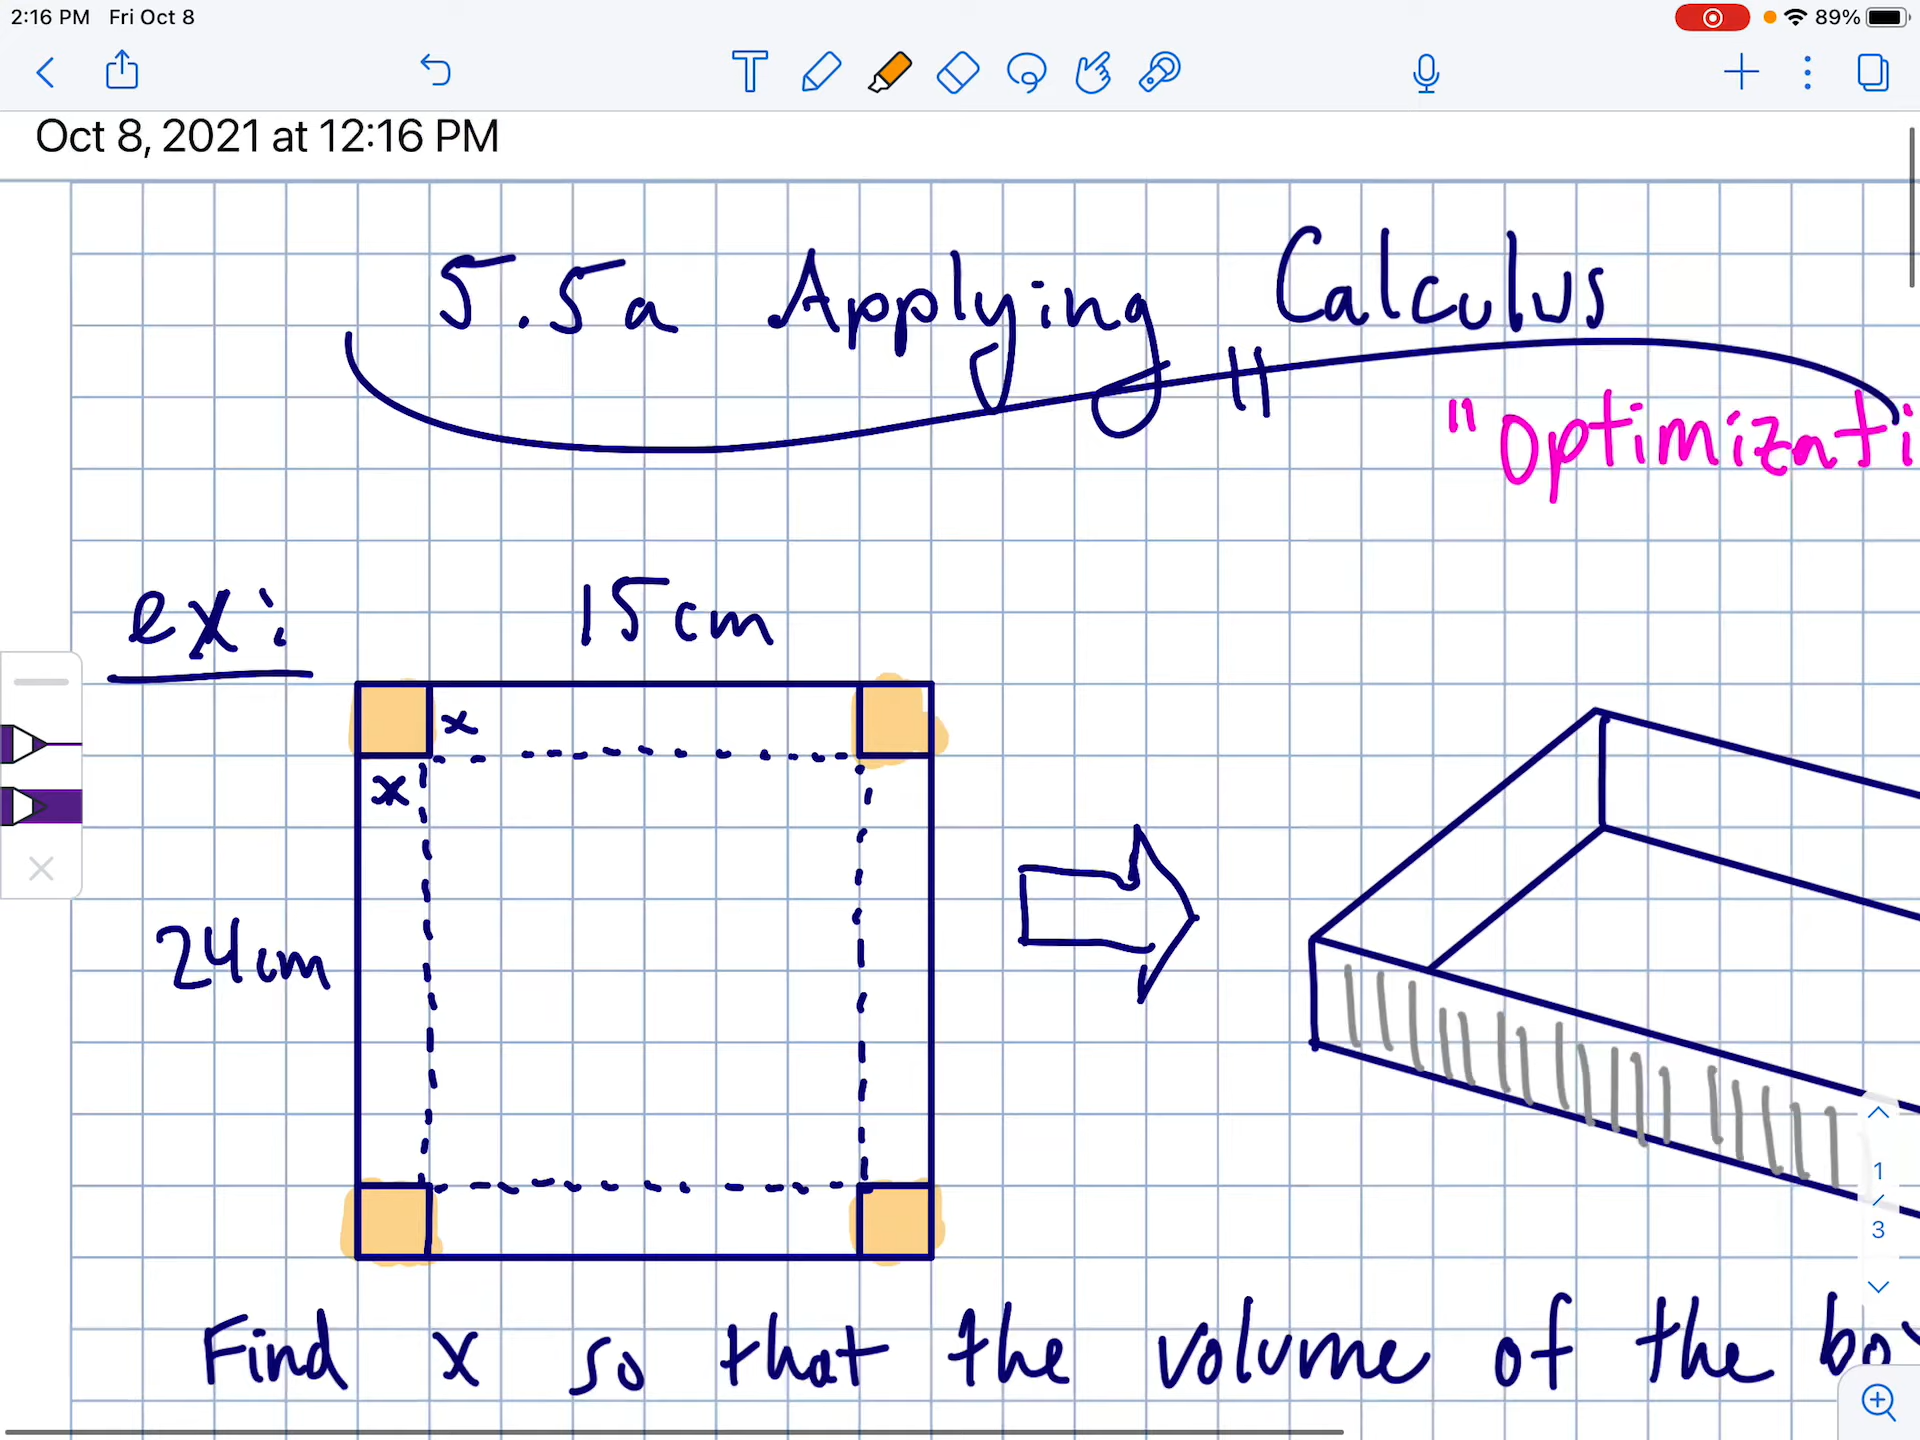 2:16 PM Fri Oct 8
89%
Oct 8, 2021 at 12:16 PM
5.5a Applying Calculus
"Optimizati
ex:
15cm
x
x
24cm
1
/
3
Find x so that the volume of the bo